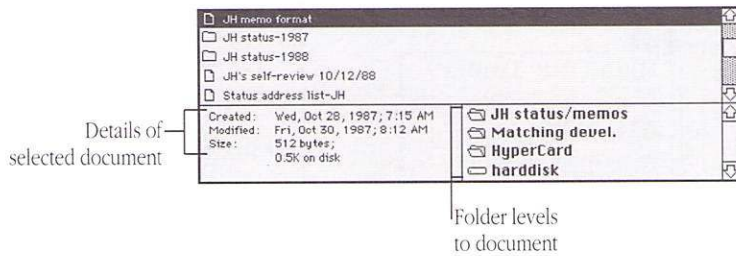 JH memo format
JH status-1987
JH status-1988
JH's self-review 10/12/88
Status address list-JH
Details of
selected document
Created: Wed, Oct 28, 1987; 7:15 AM
Modified: Fri, Oct 30, 1987; 8:12 AM
Size: 512 bytes;
0.5K on disk
JH status/memos
Matching devel.
HyperCard
harddisk
Folder levels
to document